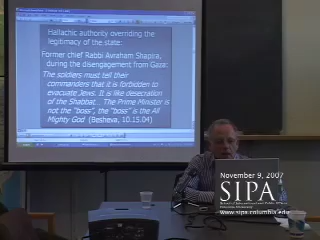 Hallachic authority overriding the
legitimacy of the state:
Former chief Rabbi Avraham Shapira,
during the disengagement from Gaza:
The soldiers must tell their
commanders that it is forbidden to
evacuate Jews. It is like desecration
of the Shabbat... The Prime Minister is
not the "boss", the "boss" is the All
Mighty God (Besheva, 10.15.04)
November 9, 2007
SIPA
www.sipa.columbia.edu